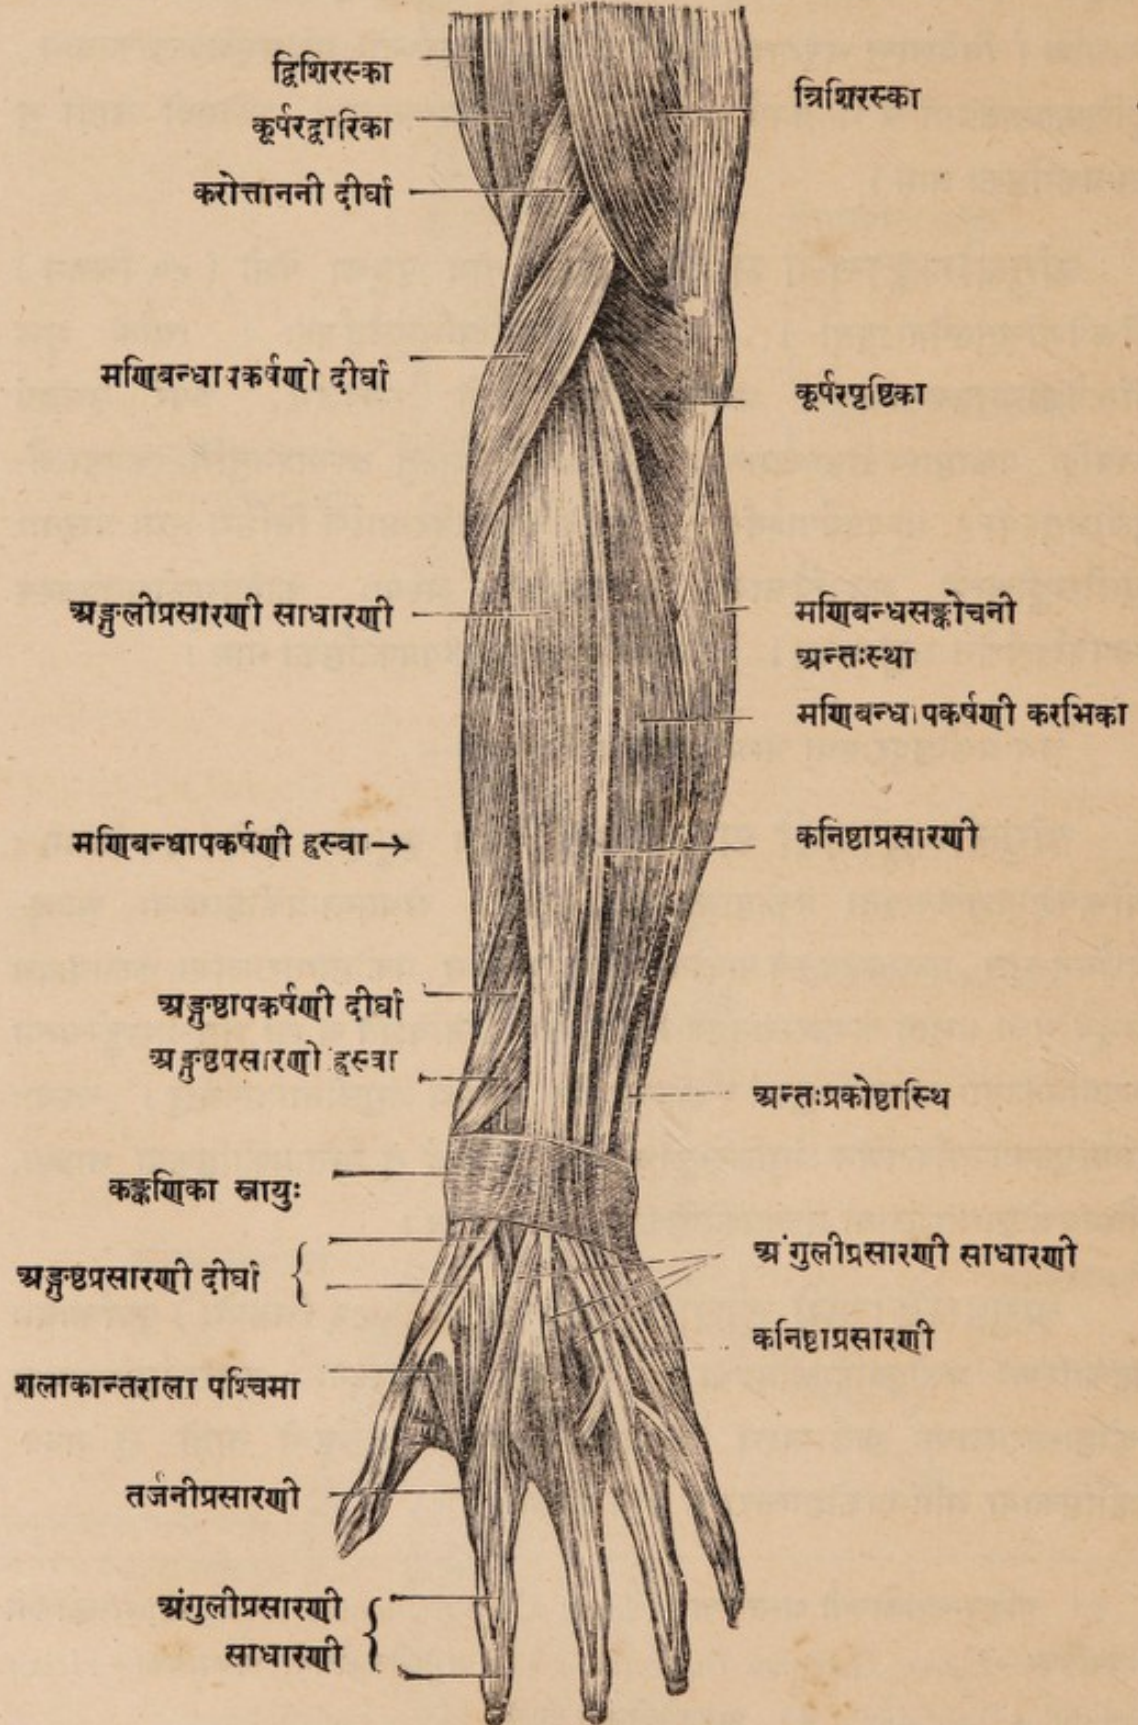 द्विशिरस्का
कूर्परद्वारिका
करोत्ताननी दीर्घा
मणिबन्धापकर्षणी दीर्घा
अङ्गुलीप्रसारणी साधारणी
मणिबन्धापकर्षणी ह्रस्वा→
अङ्गुष्ठापकर्षणी दीर्घा
अङ्गुष्ठप्रसारणी ह्रस्वा
कङ्कणिका स्नायुः
अङ्गुष्ठप्रसारणी दीर्घा
शलाकान्तराला पश्चिमा
तर्जनीप्रसारणी
अंगुलीप्रसारणी
साधारणी
त्रिशिरस्का
कूर्परपृष्टिका
मणिबन्धसङ्कोचनी
अन्तःस्था
मणिबन्धापकर्षणी करभिका
कनिष्टाप्रसारणी
अन्तःप्रकोष्टास्थि
अंगुलीप्रसारणी साधारणी
कनिष्टाप्रसारणी